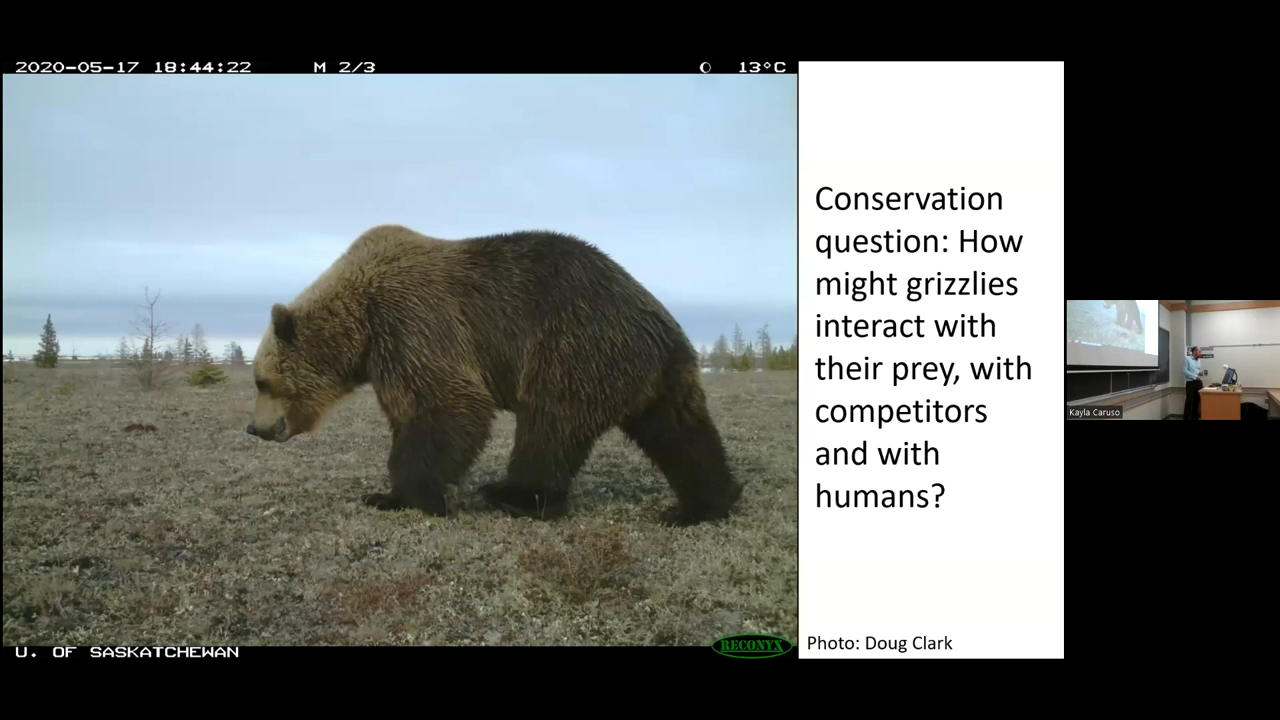 2020-05-17 18:44:22 M 2/3 13°C
Conservation
question: How
might grizzlies
interact with
their prey, with
competitors
and with
humans?
Kayla Caruso
Photo: Doug Clark
RECONYX
U. OF SASKATCHEWAN